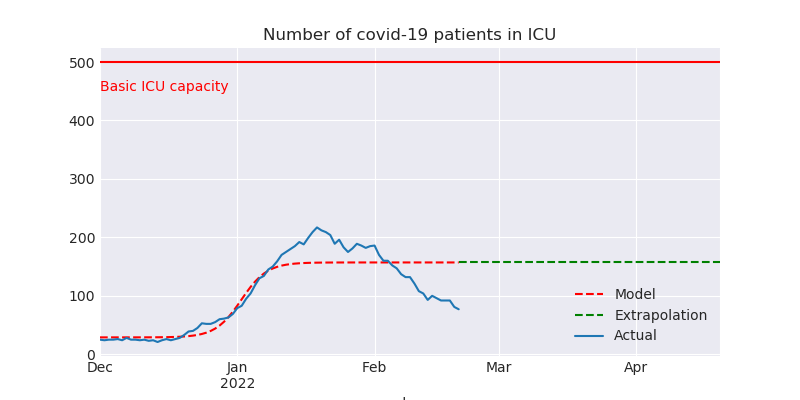 Number of covid-19 patients in ICU
500
Basic ICU capacity
400
300
200
100
0
Model
Extrapolation
Actual
Dec
Jan
2022
Feb
Mar
Apr